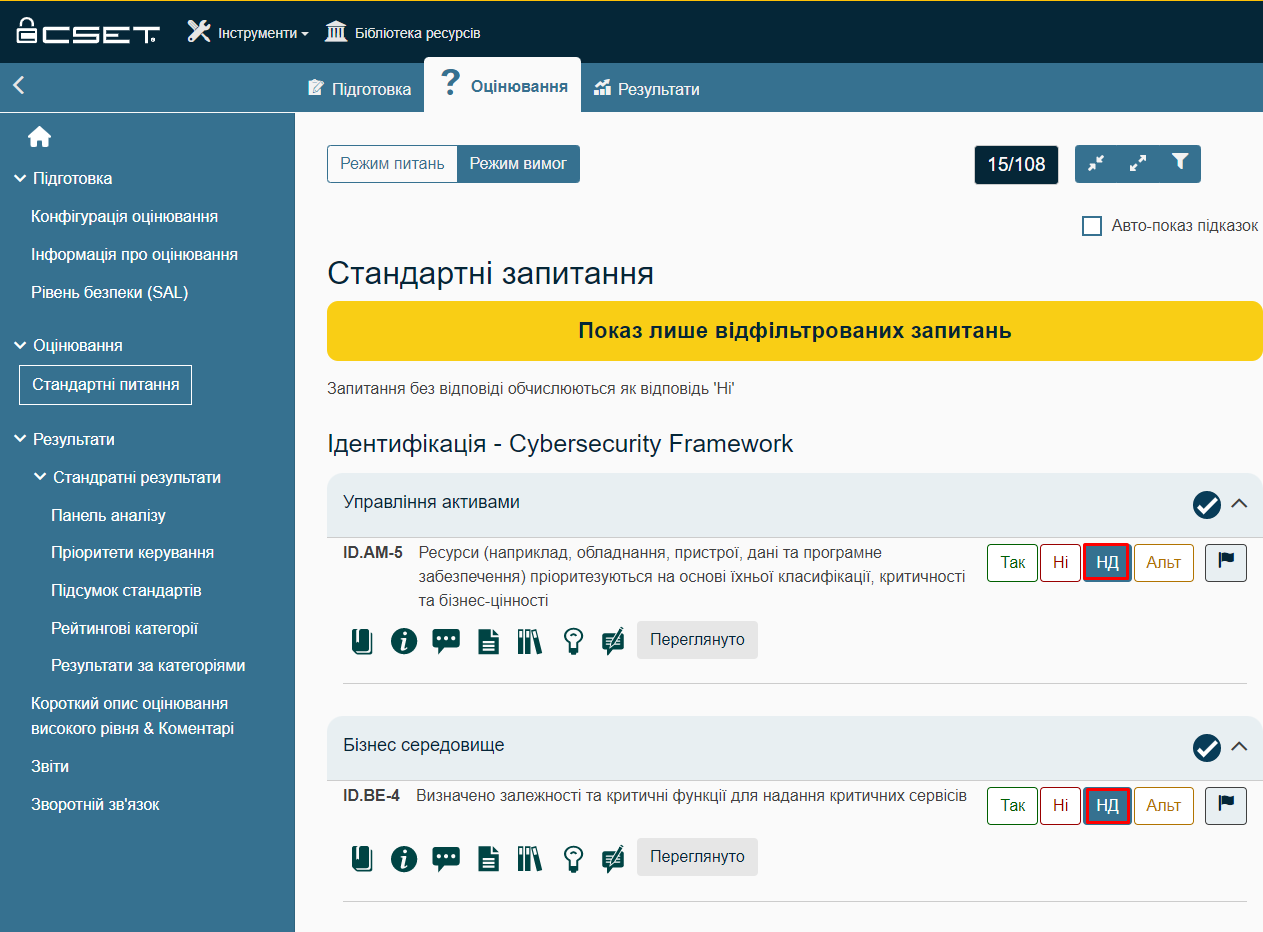 CSET
Інструменти
Бібліотека ресурсів
Підготовка
? Оцінювання
Результати
Підготовка
Конфігурація оцінювання
Інформація про оцінювання
Рівень безпеки (SAL)
Оцінювання
Стандартні питання
Результати
Стандратні результати
Панель аналізу
Пріоритети керування
Підсумок стандартів
Рейтингові категорії
Результати за категоріями
Короткий опис оцінювання
високого рівня & Коментарі
Звіти
Зворотній зв'язок
Режим питань
Режим вимог
15/108
Авто-показ підказок
Стандартні запитання
Показ лише відфільтрованих запитань
Запитання без відповіді обчислюються як відповідь 'Ні'
Ідентифікація - Cybersecurity Framework
Управління активами
ID.AM-5 Ресурси (наприклад, обладнання, пристрої, дані та програмне
забезпечення) пріоритезуються на основі їхньої класифікації, критичності
та бізнес-цінності
Так Ні НД Альт
Переглянуто
Бізнес середовище
ID.BE-4 Визначено залежності та критичні функції для надання критичних сервісів
Так Ні НД Альт
Переглянуто